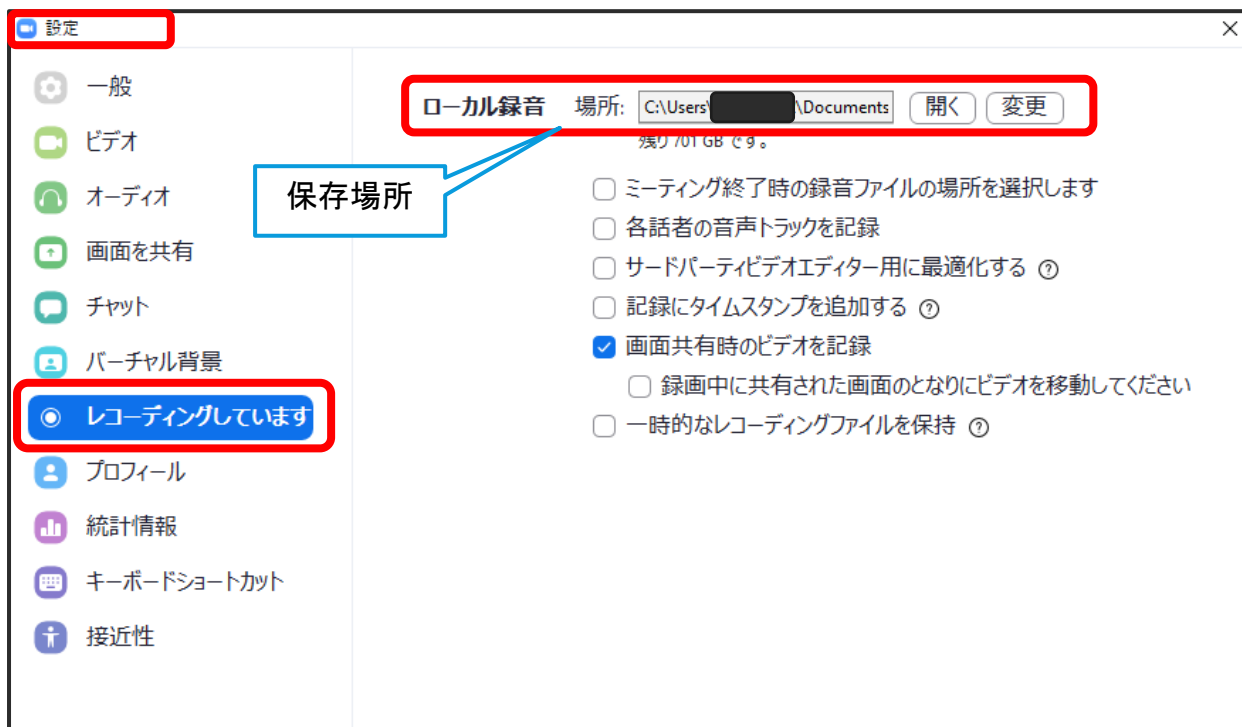 設定
一般
ビデオ
オーディオ
画面を共有
チャット
バーチャル背景
レコーディングしています
プロフィール
統計情報
キーボードショートカット
接近性
ローカル録音 場所: C:\Users\ \Documents 開く 変更
残り 701 GB です。
保存場所
ミーティング終了時の録音ファイルの場所を選択します
各話者の音声トラックを記録
サードパーティビデオエディター用に最適化する
記録にタイムスタンプを追加する
画面共有時のビデオを記録
録画中に共有された画面のとなりにビデオを移動してください
一時的なレコーディングファイルを保持